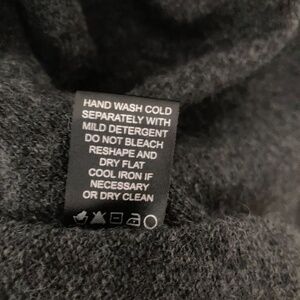 HAND WASH COLD
SEPARATELY WITH
MILD DETERGENT
DO NOT BLEACH
RESHAPE AND
DRY FLAT
COOL IRON IF
NECESSARY
OR DRY CLEAN